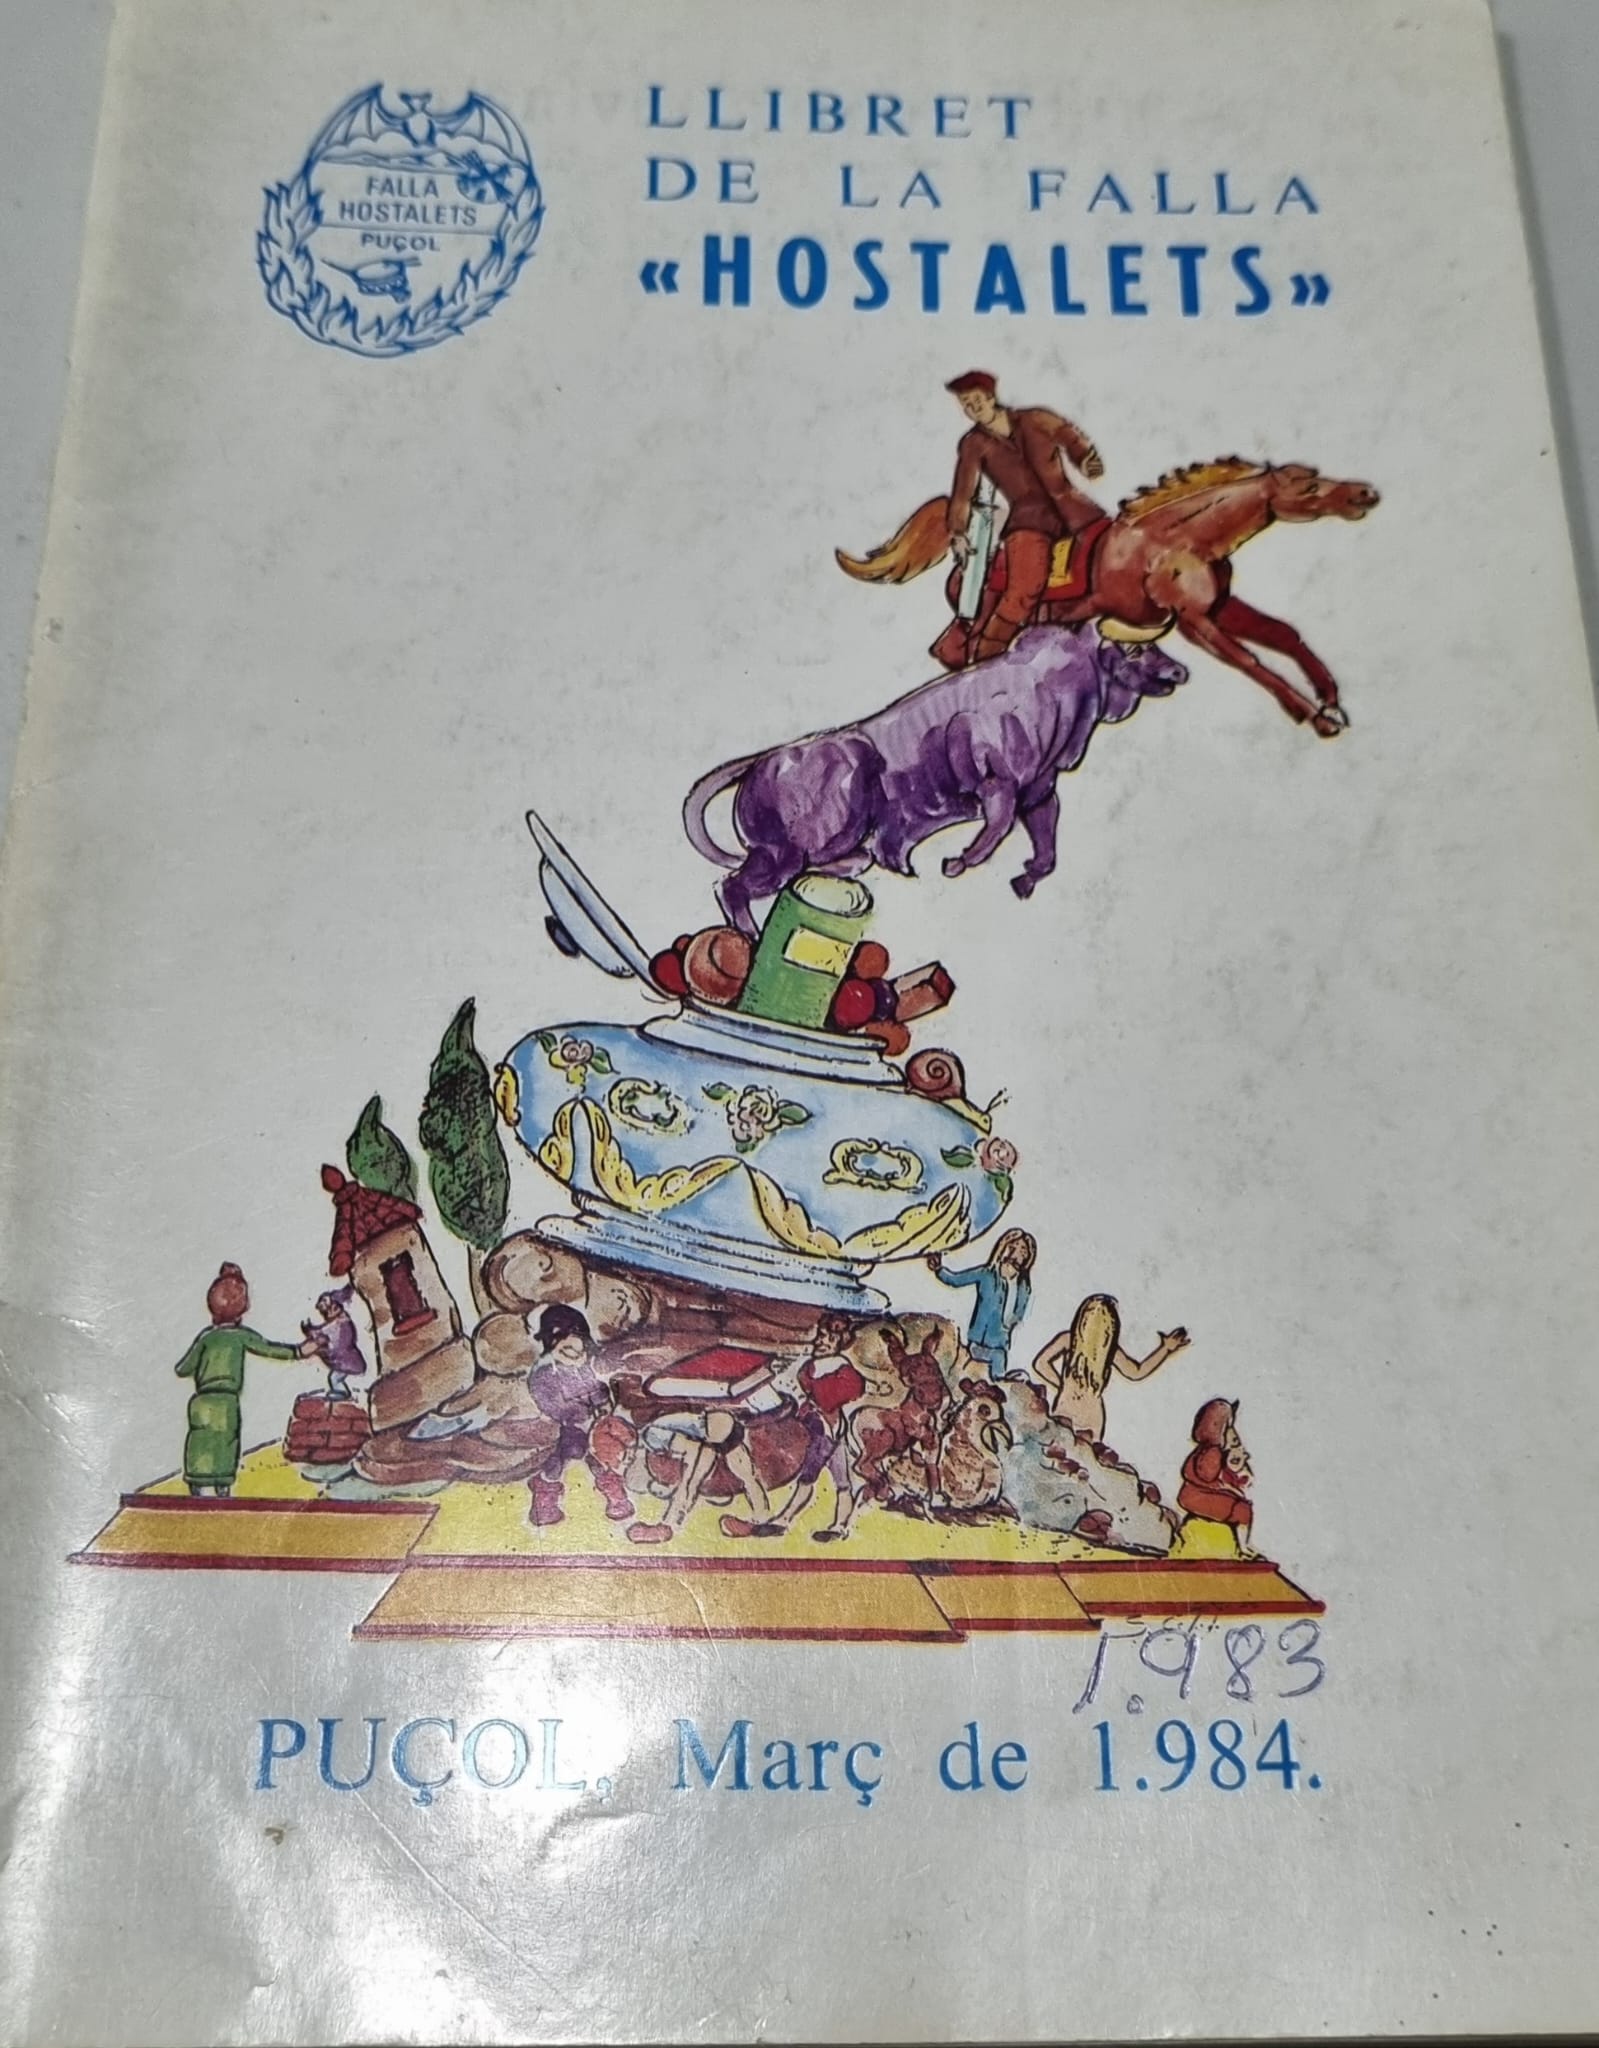 FALLA
HOSTALETS
PUÇOL
LLIBRET
DE LA FALLA
«HOSTALETS»
1.983
PUÇOL, Març de 1.984.